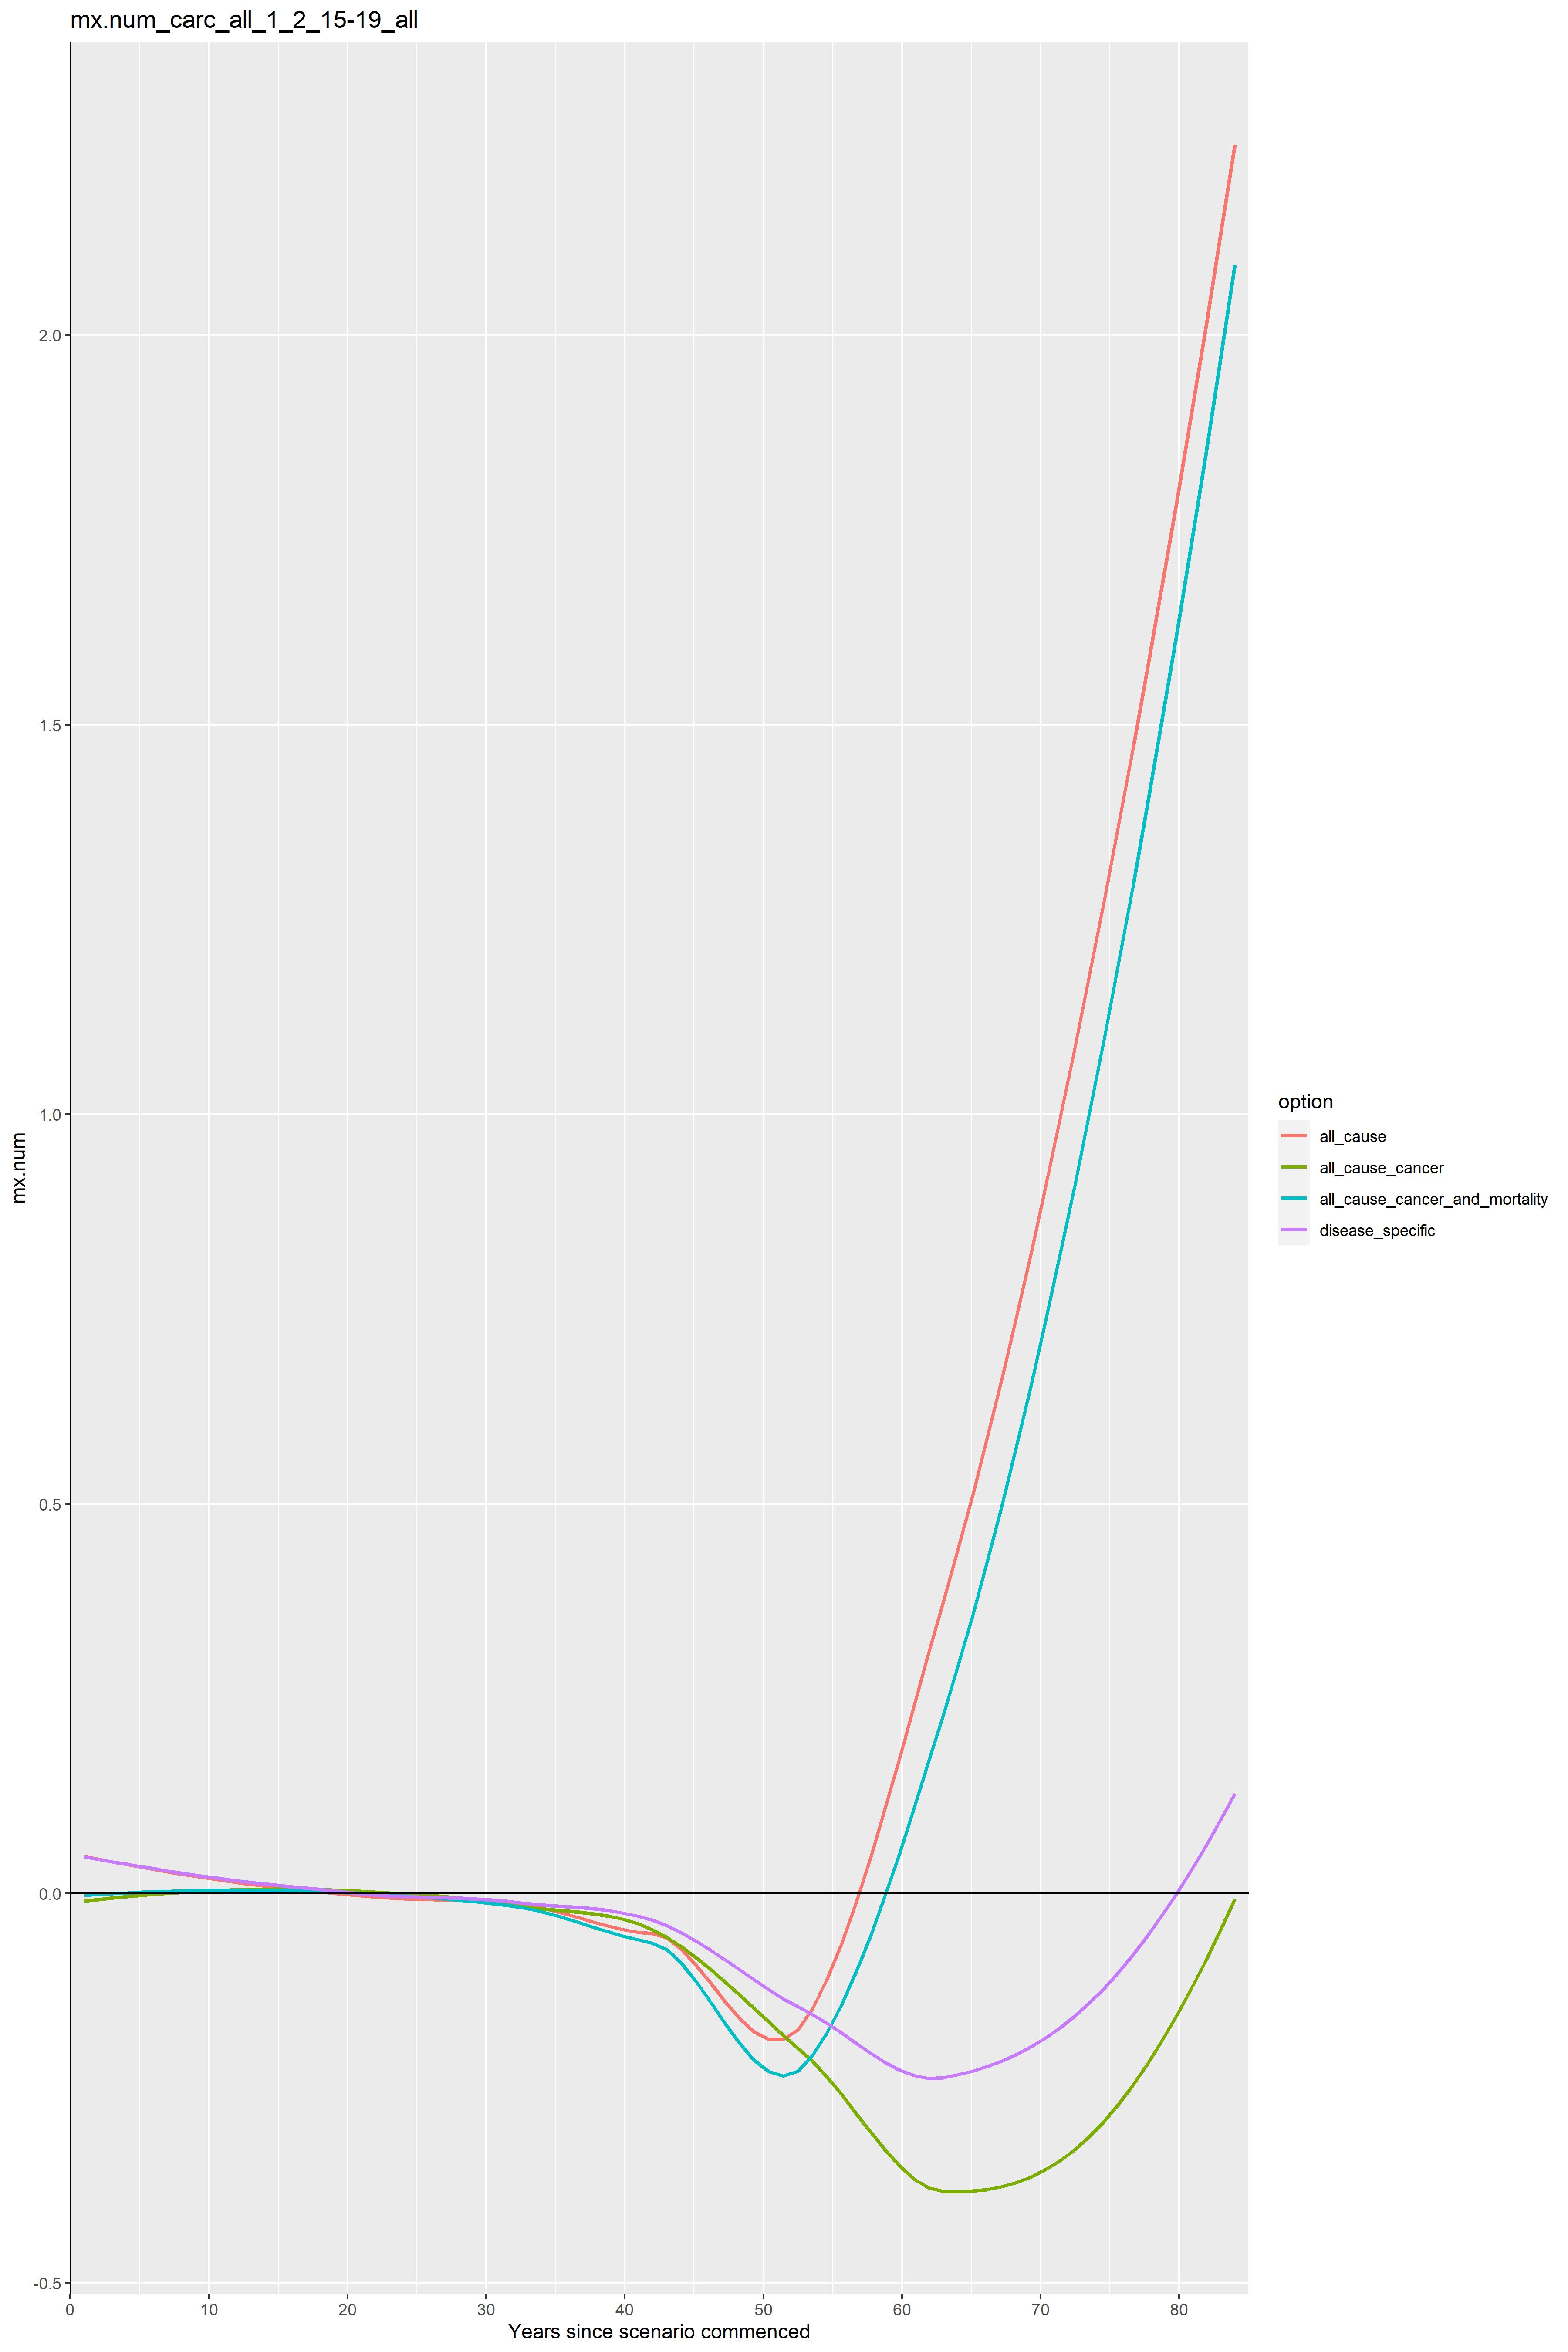 mx.num_carc_all_1_2_15-19_all
2.0
1.5
1.0
0.5
0.0
-0.5
mx.num
0 10 20 30 40 50 60 70 80
Years since scenario commenced
option
all_cause
all_cause_cancer
all_cause_cancer_and_mortality
disease_specific